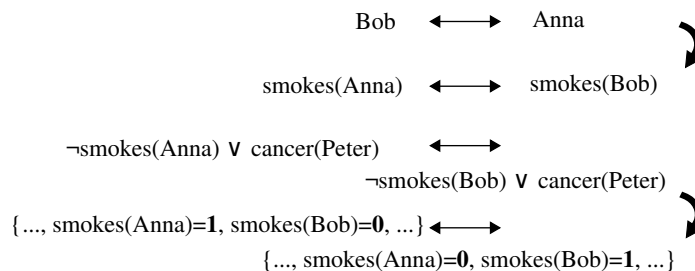 Bob ↔ Anna
smokes(Anna) ↔ smokes(Bob)
¬smokes(Anna) ∨ cancer(Peter) ↔
¬smokes(Bob) ∨ cancer(Peter)
{..., smokes(Anna)=1, smokes(Bob)=0, ...} ↔
{..., smokes(Anna)=0, smokes(Bob)=1, ...}